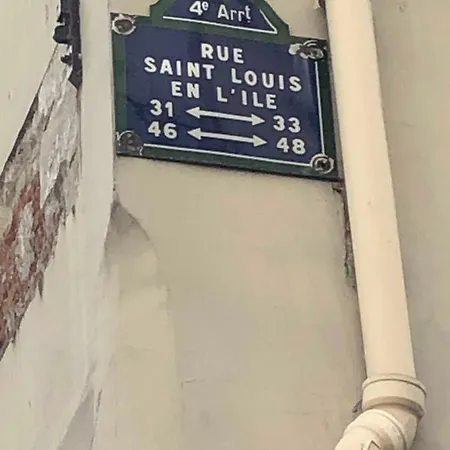 4e Arrt
RUE
SAINT LOUIS
EN L'ILE
31 ↔ 33
46 ↔ 48